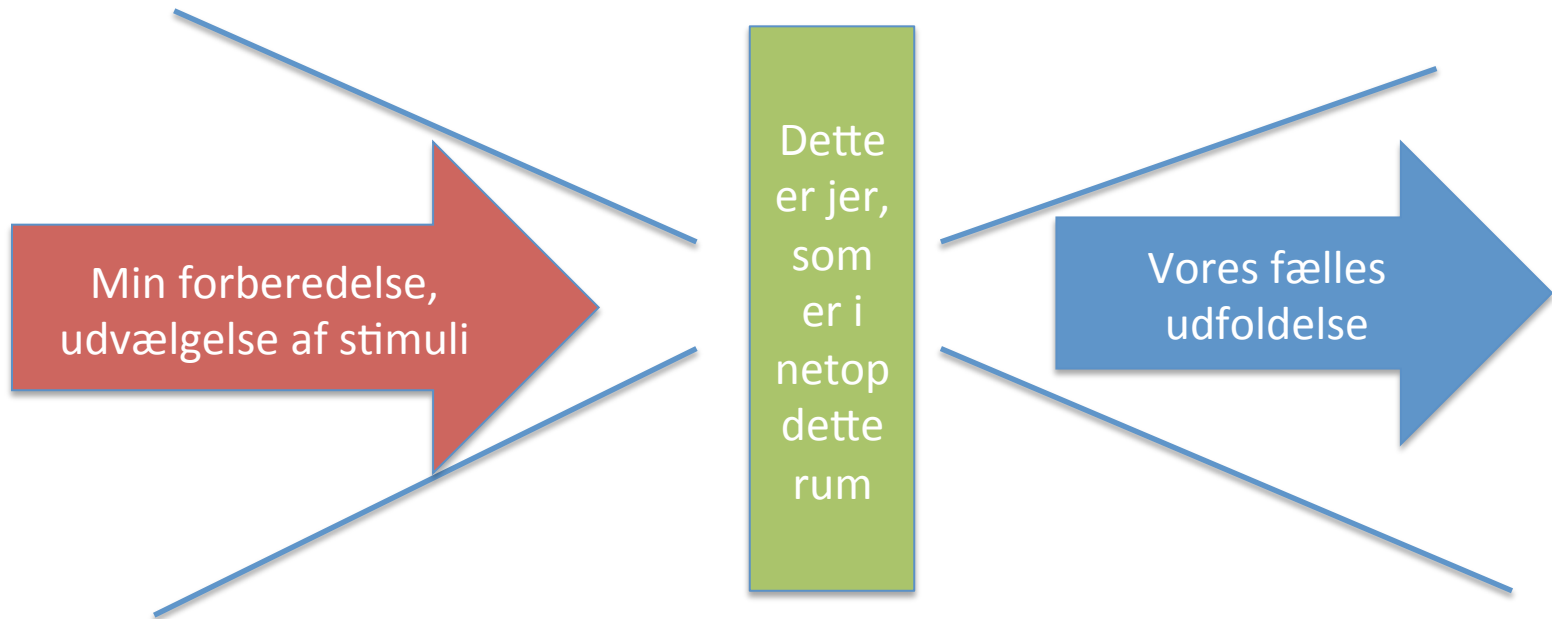 Min forberedelse,
udvælgelse af stimuli
Dette
er jer,
som
er i
netop
dette
rum
Vores fælles
udfoldelse